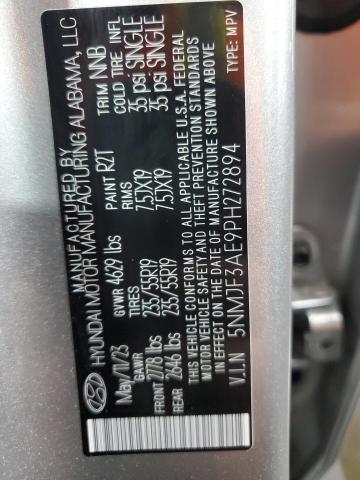 MANUFACTURED BY
HYUNDAI MOTOR MANUFACTURING ALABAMA, LLC
May/1/23 GVWR 4629 lbs PAINT R2T TRIM NNB
GAWR TIRES RIMS COLD TIRE INFL
FRONT 2778 lbs 235/55R19 7.5JX19 35 psi SINGLE
REAR 2646 lbs 235/55R19 7.5JX19 35 psi SINGLE
THIS VEHICLE CONFORMS TO ALL APPLICABLE U.S.A. FEDERAL
MOTOR VEHICLE SAFETY, BUMPER, AND THEFT PREVENTION STANDARDS
IN EFFECT ON THE DATE OF MANUFACTURE SHOWN ABOVE
V.I.N 5NMJF3AE9PH272894 TYPE: MPV